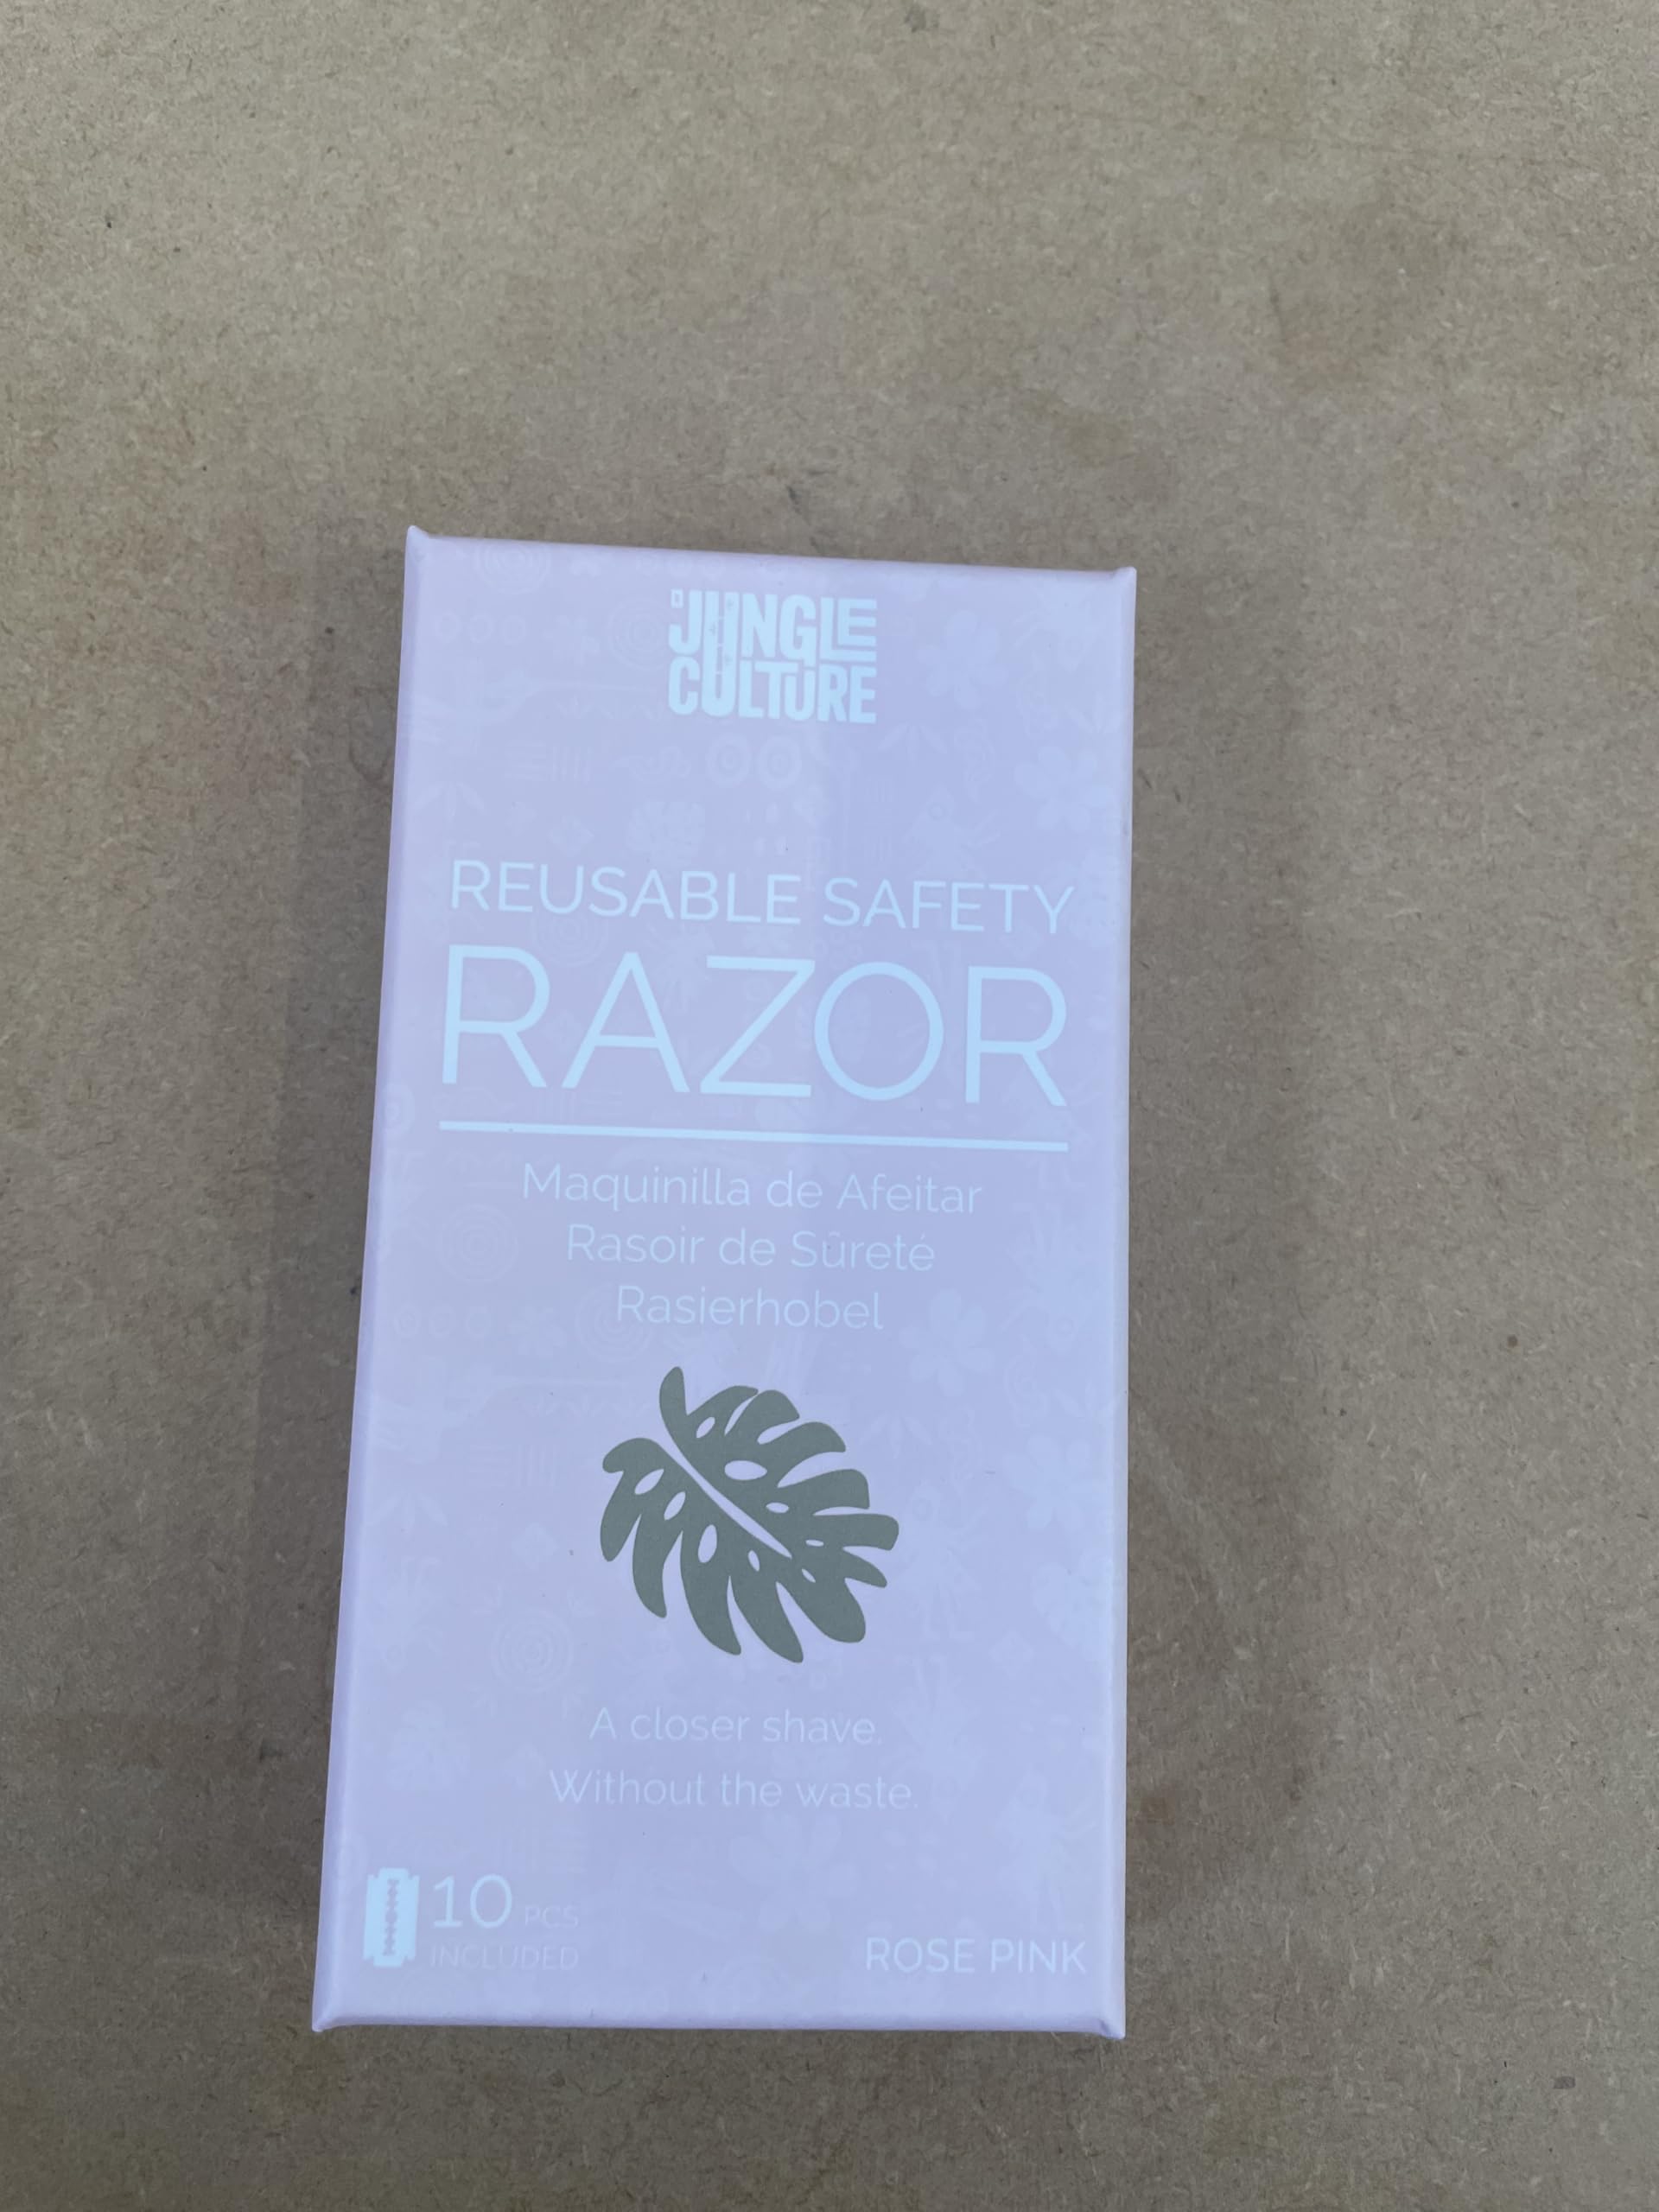 JUNGLE
CULTURE
REUSABLE SAFETY
RAZOR
Maquinilla de Afeitar
Rasoir de Sûreté
Rasierhobel
A closer shave.
Without the waste.
10 PCS
INCLUDED
ROSE PINK